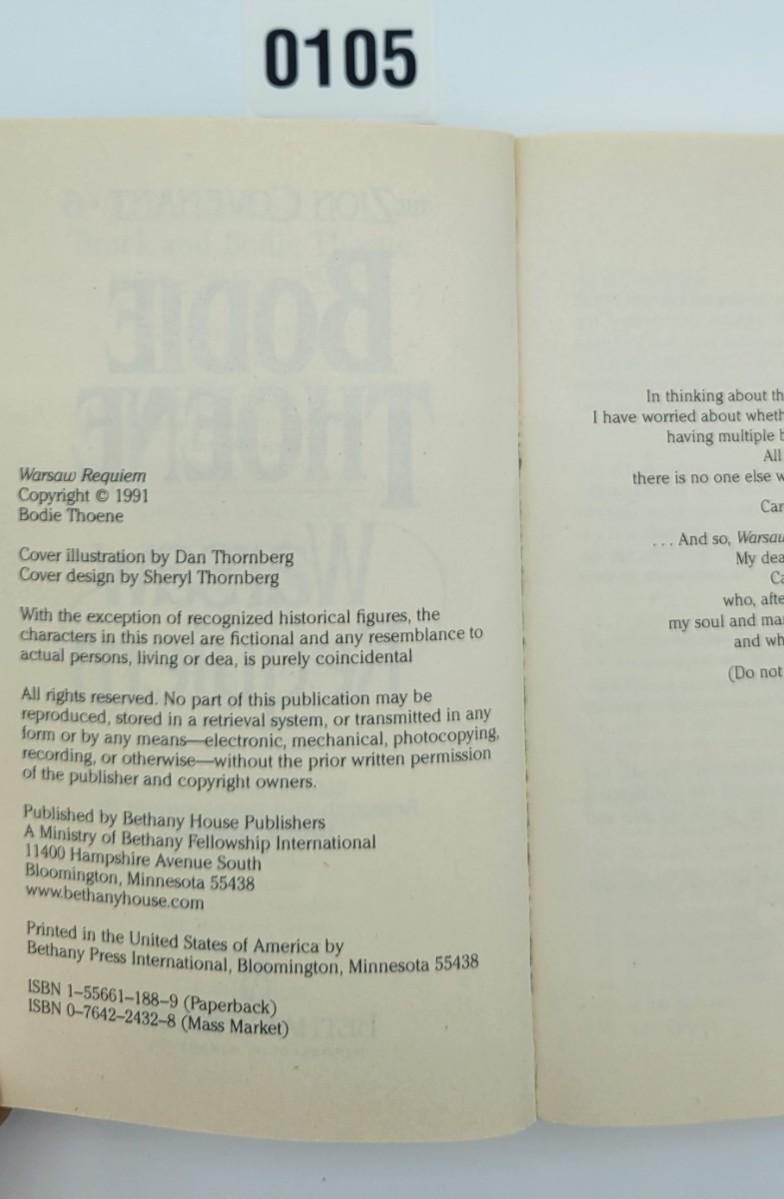 0105
Warsaw Requiem
Copyright © 1991
Bodie Thoene
Cover illustration by Dan Thornberg
Cover design by Sheryl Thornberg
With the exception of recognized historical figures, the
characters in this novel are fictional and any resemblance to
actual persons, living or dea, is purely coincidental
All rights reserved. No part of this publication may be
reproduced, stored in a retrieval system, or transmitted in any
form or by any means—electronic, mechanical, photocopying,
recording, or otherwise—without the prior written permission
of the publisher and copyright owners.
Published by Bethany House Publishers
A Ministry of Bethany Fellowship International
11400 Hampshire Avenue South
Bloomington, Minnesota 55438
www.bethanyhouse.com
Printed in the United States of America by
Bethany Press International, Bloomington, Minnesota 55438
ISBN 1-55661-188-9 (Paperback)
ISBN 0-7642-2432-8 (Mass Market)
In thinking about th
I have worried about wheth
having multiple b
All
there is no one else w
Car
. . . And so, Warsaw
My dea
Ca
who, afte
my soul and mar
and wh
(Do not